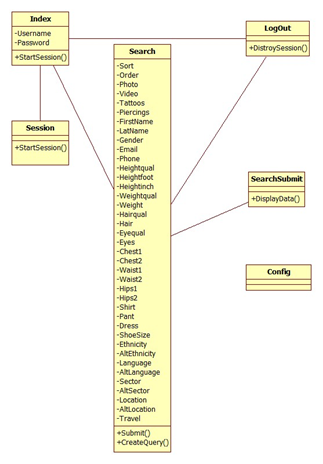 Index
-Username
-Password
+StartSession()
LogOut
+DistroySession()
Search
-Sort
-Order
-Photo
-Video
-Tattoos
-Piercings
-FirstName
-LatName
-Gender
-Email
-Phone
-Heightqual
-Heightfoot
-Heightinch
-Weightqual
-Weight
-Hairqual
-Hair
-Eyequal
-Eyes
-Chest1
-Chest2
-Waist1
-Waist2
-Hips1
-Hips2
-Shirt
-Pant
-Dress
-ShoeSize
-Ethnicity
-AltEthnicity
-Language
-AltLanguage
-Sector
-AltSector
-Location
-AltLocation
-Travel
+Submit()
+CreateQuery()
Session
+StartSession()
SearchSubmit
+DisplayData()
Config